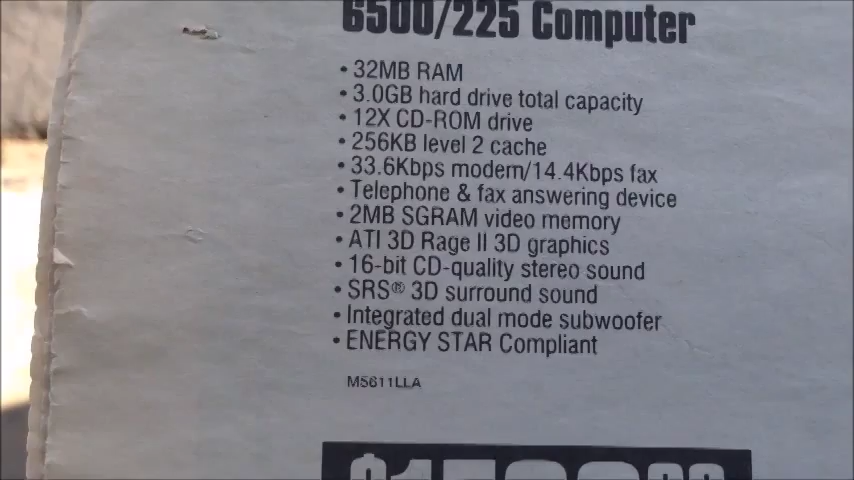 6500/225 Computer
• 32MB RAM
• 3.0GB hard drive total capacity
• 12X CD-ROM drive
• 256KB level 2 cache
• 33.6Kbps modem/14.4Kbps fax
• Telephone & fax answering device
• 2MB SGRAM video memory
• ATI 3D Rage II 3D graphics
• 16-bit CD-quality stereo sound
• SRS® 3D surround sound
• Integrated dual mode subwoofer
• ENERGY STAR Compliant
M5611LLA